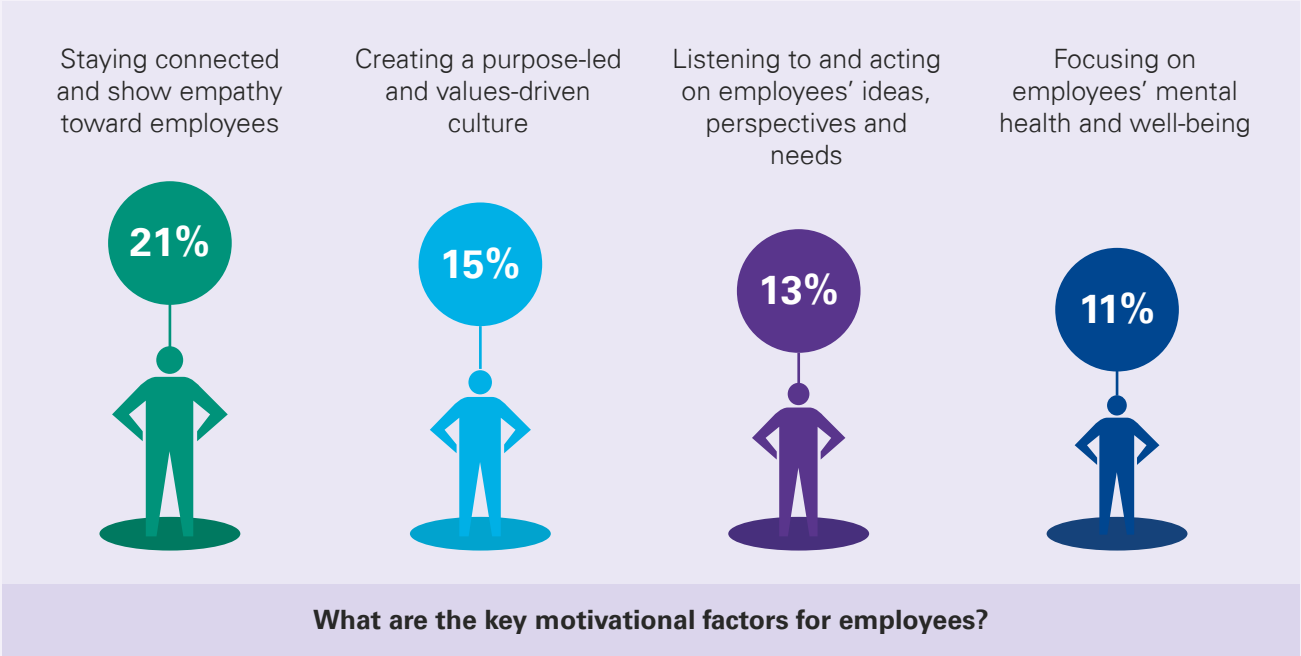 Staying connected
and show empathy
toward employees
21%
Creating a purpose-led
and values-driven
culture
15%
Listening to and acting
on employees’ ideas,
perspectives and
needs
13%
Focusing on
employees’ mental
health and well-being
11%
What are the key motivational factors for employees?